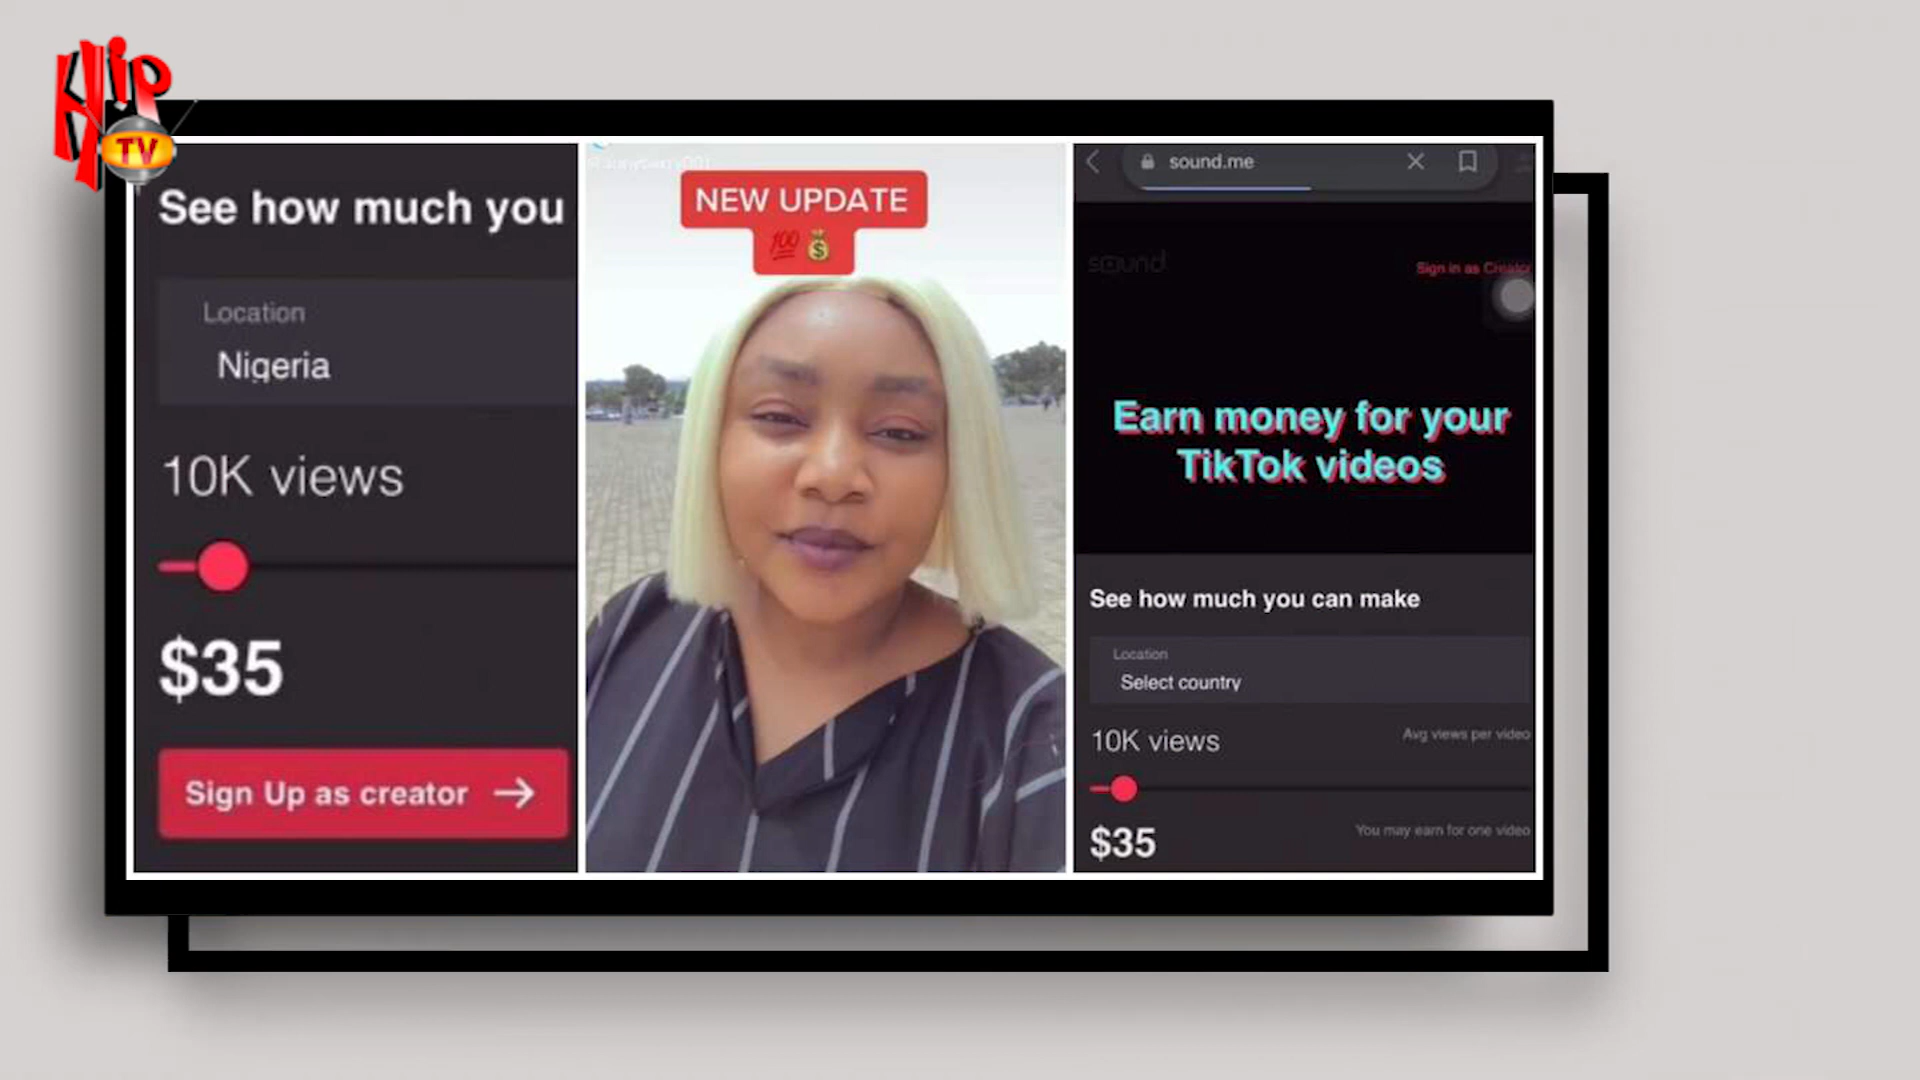 Hip
TV
See how much you
Location
Nigeria
10K views
$35
Sign Up as creator
NEW UPDATE
sound.me
sound
Sign in as Creator
Earn money for your
TikTok videos
See how much you can make
Location
Select country
10K views
Avg views per video
$35
You may earn for one video